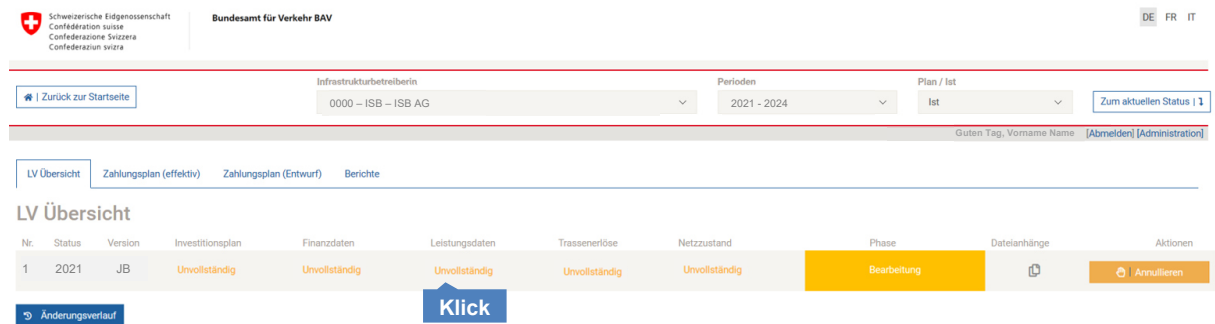 Schweizerische Eidgenossenschaft
Confédération suisse
Confederazione Svizzera
Confederaziun svizra
Bundesamt für Verkehr BAV
DE FR IT
Infrastrukturbetreiberin Perioden Plan / Ist
| Zurück zur Startseite 0000 – ISB – ISB AG 2021 - 2024 Ist Zum aktuellen Status |
Guten Tag, Vorname Name [Abmelden] [Administration]
LV Übersicht Zahlungsplan (effektiv) Zahlungsplan (Entwurf) Berichte
LV Übersicht
Nr. Status Version Investitionsplan Finanzdaten Leistungsdaten Trassenerlöse Netzzustand Phase Dateianhänge Aktionen
1 2021 JB Unvollständig Unvollständig Unvollständig Unvollständig Unvollständig Bearbeitung | Annullieren
Klick
Änderungsverlauf